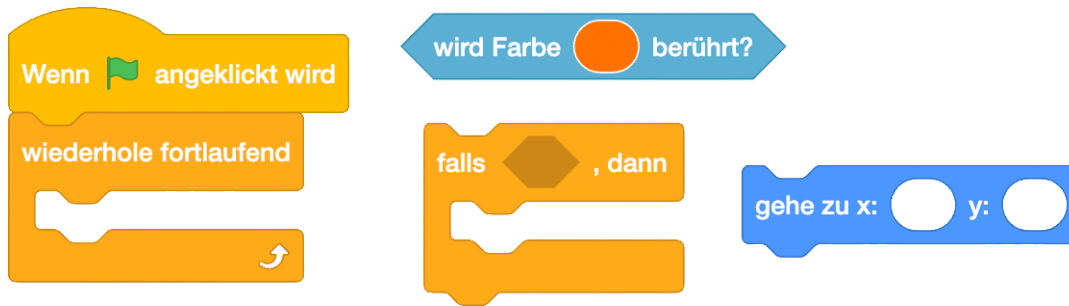 Wenn angeklickt wird
wiederhole fortlaufend
wird Farbe berührt?
falls , dann
gehe zu x: y: